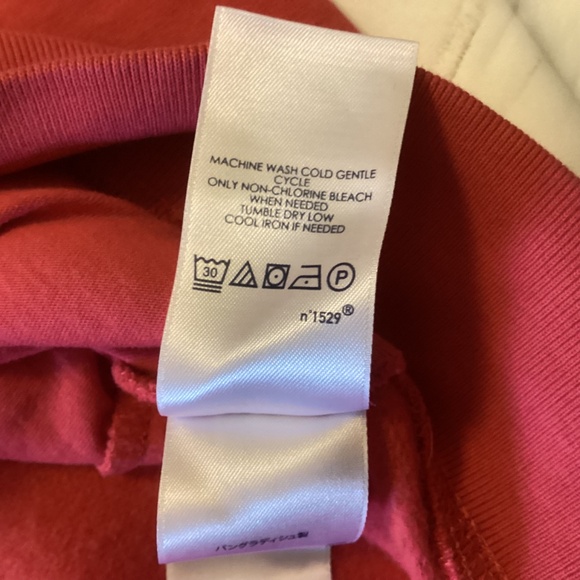 MACHINE WASH COLD GENTLE
CYCLE
ONLY NON-CHLORINE BLEACH
WHEN NEEDED
TUMBLE DRY LOW
COOL IRON IF NEEDED
30 P
n°1529®
バングラディシュ製